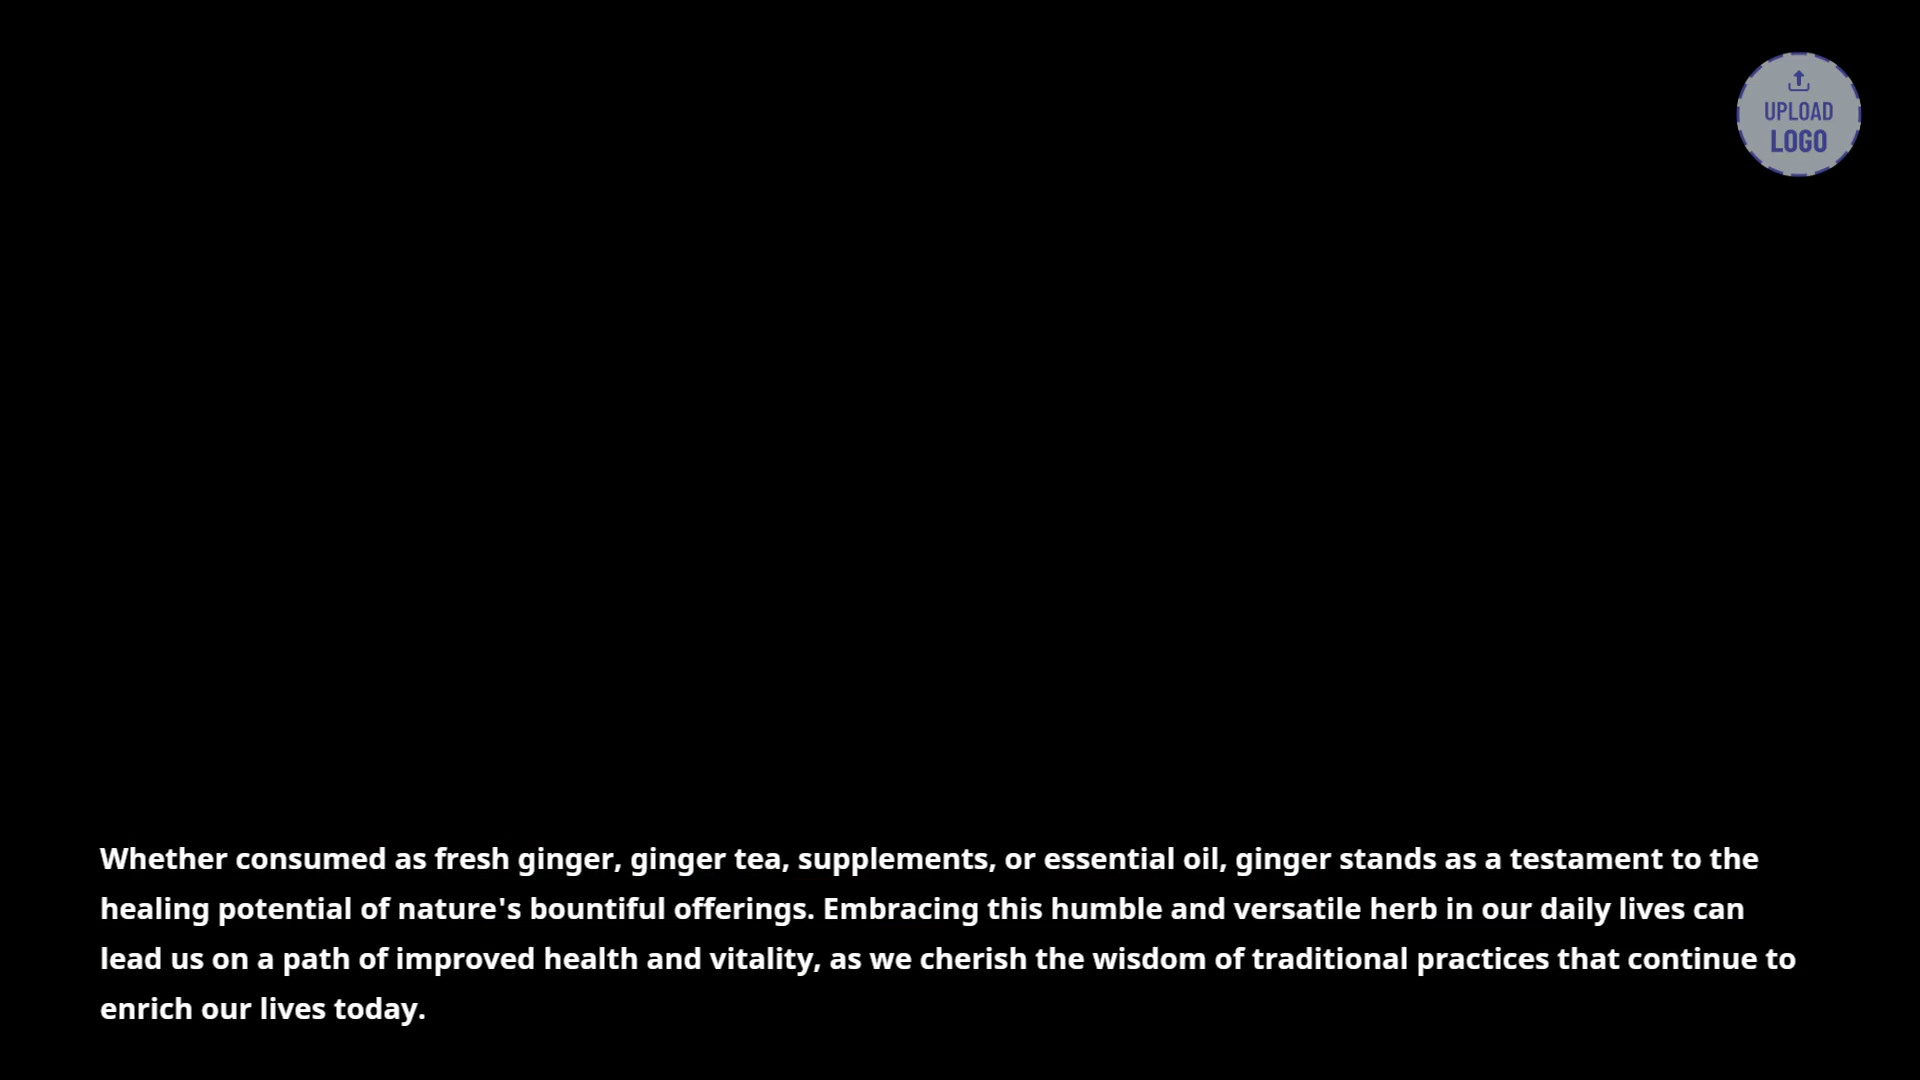 UPLOAD
LOGO
Whether consumed as fresh ginger, ginger tea, supplements, or essential oil, ginger stands as a testament to the
healing potential of nature's bountiful offerings. Embracing this humble and versatile herb in our daily lives can
lead us on a path of improved health and vitality, as we cherish the wisdom of traditional practices that continue to
enrich our lives today.